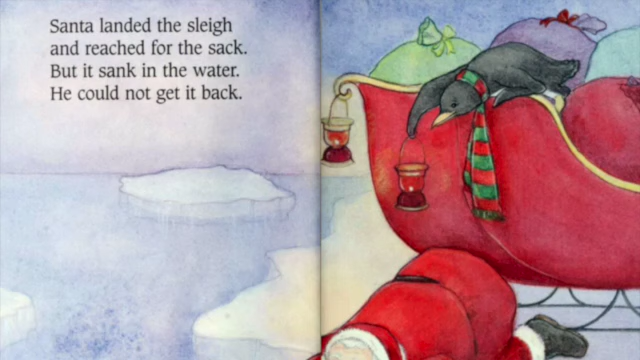 Santa landed the sleigh
and reached for the sack.
But it sank in the water.
He could not get it back.